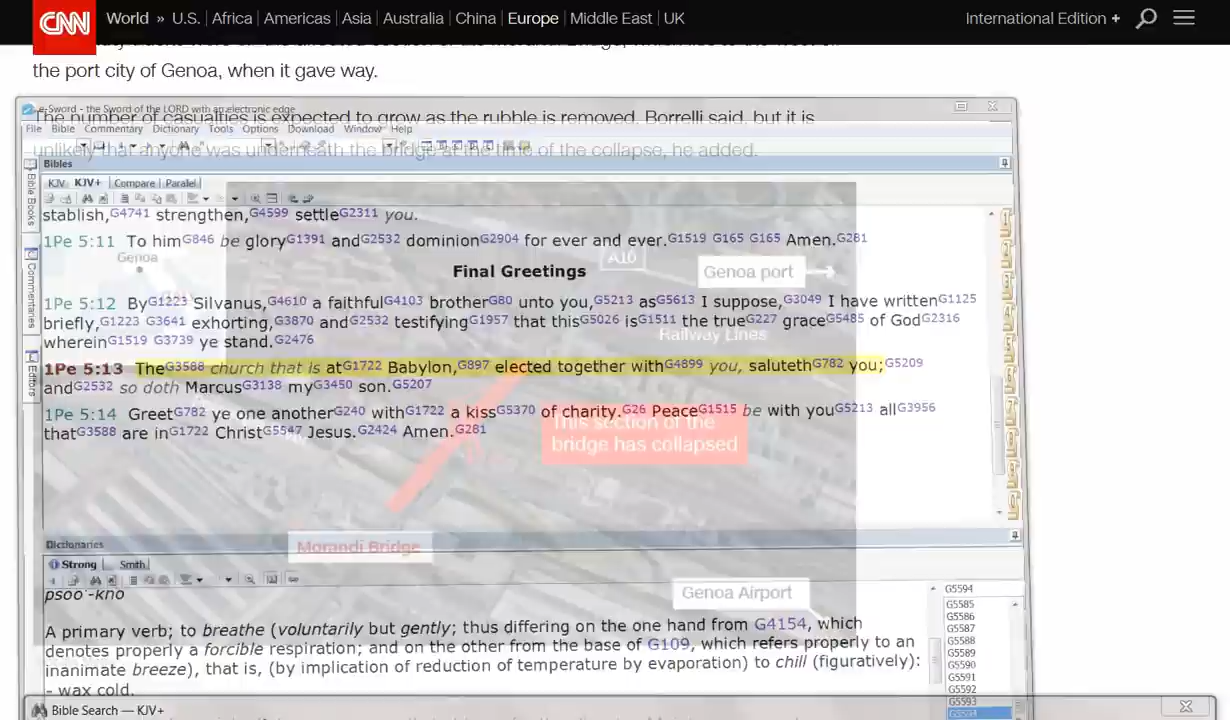 CNN World » U.S. Africa Americas Asia Australia China Europe Middle East UK International Edition +
the port city of Genoa, when it gave way.
e-Sword - the Sword of the LORD with an electronic edge
The number of casualties is expected to grow as the rubble is removed, Borrelli said, but it is
File Bible Commentary Dictionary Tools Options Download Window Help
unlikely that anyone was underneath the bridge at the time of the collapse, he added.
Bibles
KJV KJV+ Compare Parallel
Bible Books
stablish,G4741 strengthen,G4599 settleG2311 you.
1Pe 5:11 To himG846 be gloryG1391 andG2532 dominionG2904 for ever and ever.G1519 G165 G165 Amen.G281
Genoa
A10
Genoa port
Final Greetings
Commentaries
1Pe 5:12 ByG1223 Silvanus,G4610 a faithfulG4103 brotherG80 unto you,G5213 asG5613 I suppose,G3049 I have writtenG1125
briefly,G1223 G3641 exhorting,G3870 andG2532 testifyingG1957 that thisG5026 isG1511 the trueG227 graceG5485 of GodG2316
Railway Lines
whereinG1519 G3739 ye stand.G2476
Editors
1Pe 5:13 TheG3588 church that is atG1722 Babylon,G897 elected together withG4899 you, salutethG782 you;G5209
andG2532 so doth MarcusG3138 myG3450 son.G5207
1Pe 5:14 GreetG782 ye one anotherG240 withG1722 a kissG5370 of charity.G26 PeaceG1515 be with youG5213 allG3956
thatG3588 are inG1722 ChristG5547 Jesus.G2424 Amen.G281
This section of the
bridge has collapsed
Dictionaries
Morandi Bridge
Strong Smith
psoo'-kho
Genoa Airport
A primary verb; to breathe (voluntarily but gently; thus differing on the one hand from G4154, which
denotes properly a forcible respiration; and on the other from the base of G109, which refers properly to an
inanimate breeze), that is, (by implication of reduction of temperature by evaporation) to chill (figuratively):
- wax cold.
G5594
G5585
G5586
G5587
G5588
G5589
G5590
G5591
G5592
G5593
G5594
Bible Search — KJV+